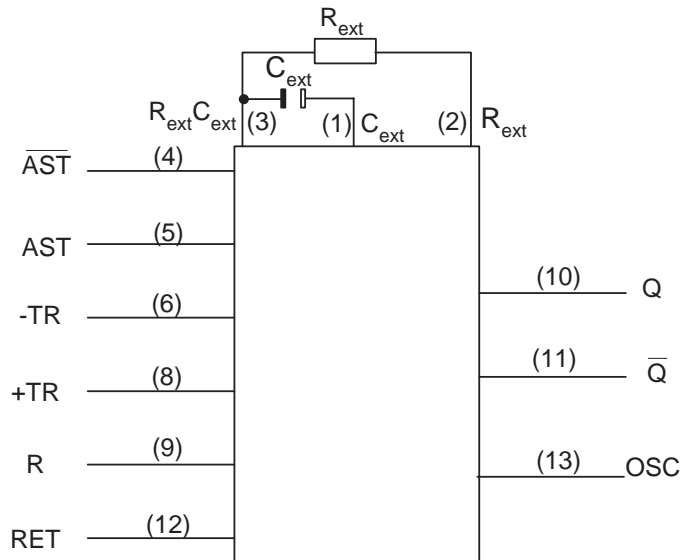 R_ext
C_ext
R_extC_ext (3) (1) C_ext (2) R_ext
A̅S̅T̅ (4)
AST (5)
-TR (6)
+TR (8)
R (9)
RET (12)
(10) Q
(11) Q̅
(13) OSC